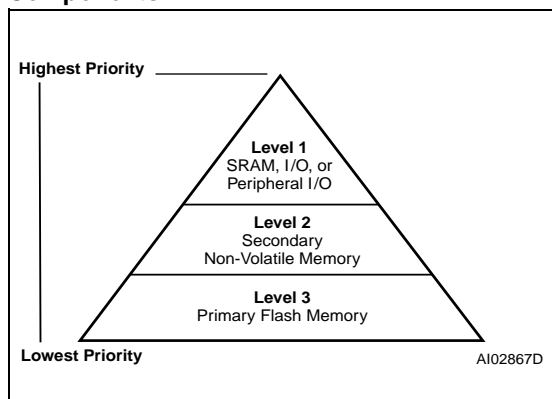 Highest Priority
Level 1
SRAM, I/O, or
Peripheral I/O
Level 2
Secondary
Non-Volatile Memory
Level 3
Primary Flash Memory
Lowest Priority
AI02867D